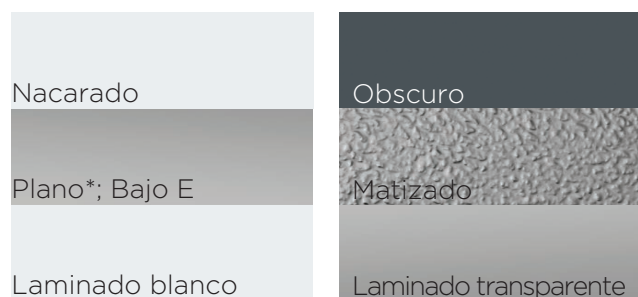 Nacarado
Obscuro
Plano*; Bajo E
Matizado
Laminado blanco
Laminado transparente